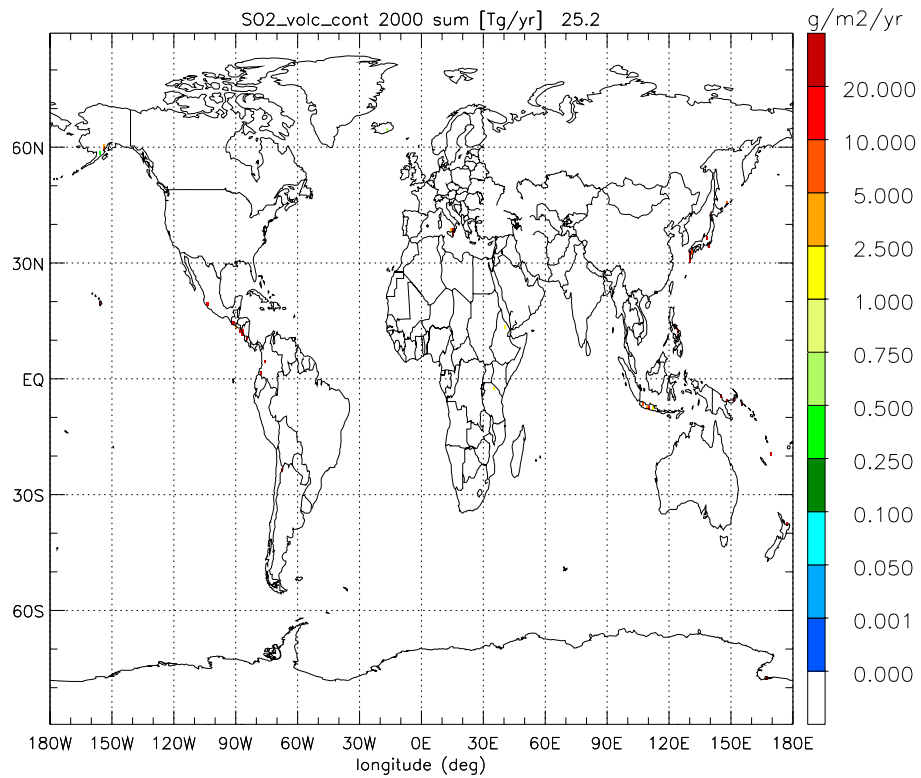 SO2_volc_cont 2000 sum [Tg/yr] 25.2
g/m2/yr
20.000
10.000
5.000
2.500
1.000
0.750
0.500
0.250
0.100
0.050
0.001
0.000
60N
30N
EQ
30S
60S
180W 150W 120W 90W 60W 30W 0E 30E 60E 90E 120E 150E 180E
longitude (deg)